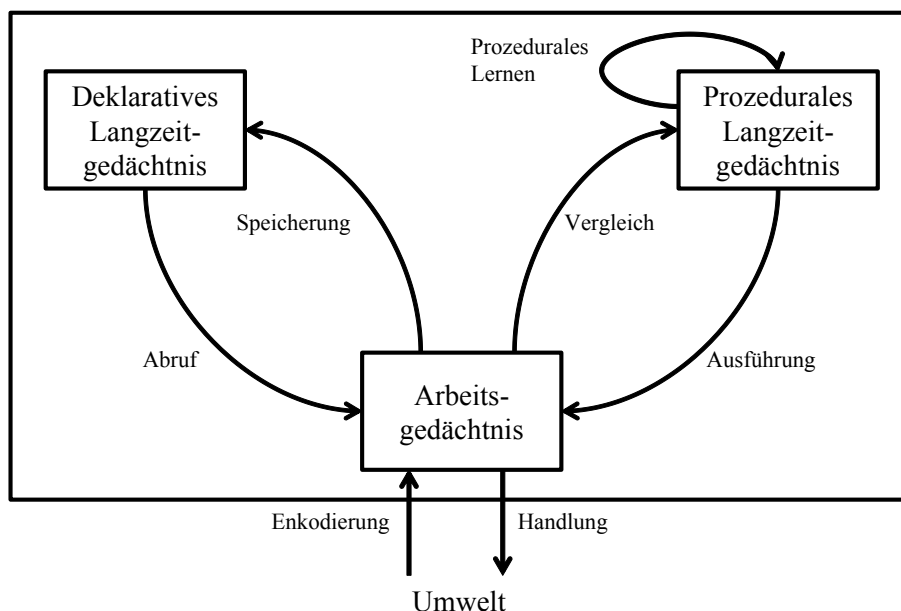 Prozedurales
Lernen
Deklaratives
Langzeit-
gedächtnis
Prozedurales
Langzeit-
gedächtnis
Speicherung
Vergleich
Abruf
Ausführung
Arbeits-
gedächtnis
Enkodierung
Handlung
Umwelt